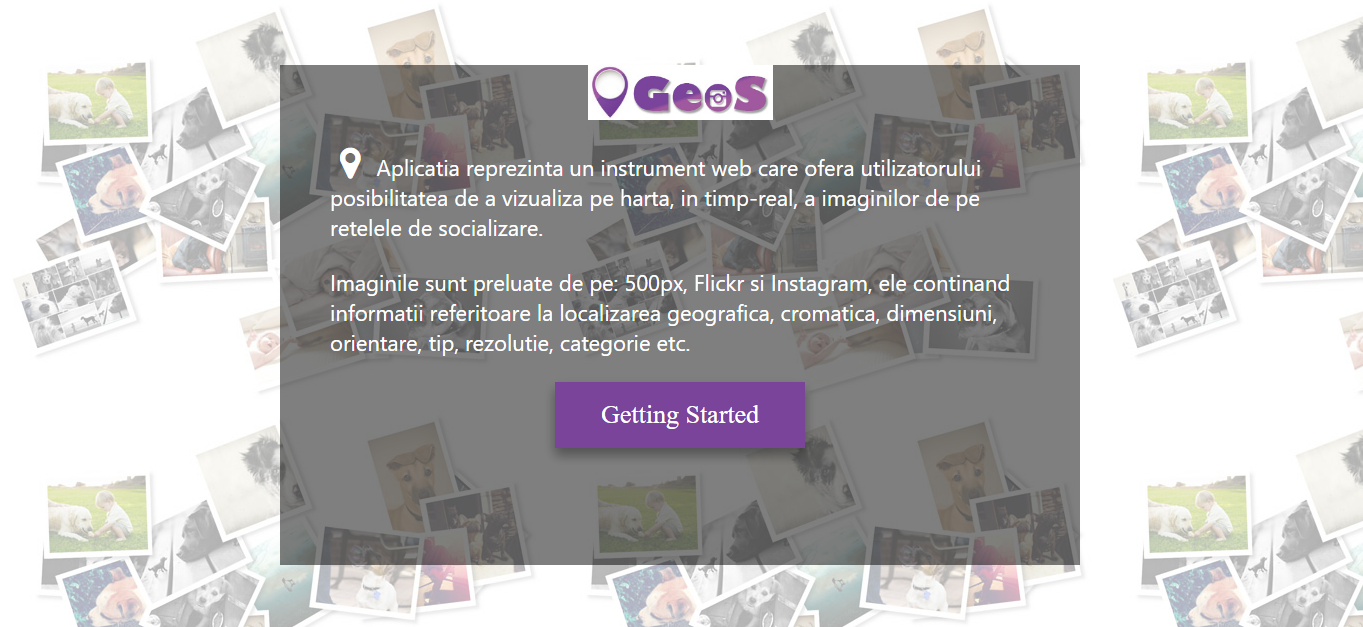 GeoS
Aplicatia reprezinta un instrument web care ofera utilizatorului
posibilitatea de a vizualiza pe harta, in timp-real, a imaginilor de pe
retelele de socializare.
Imaginile sunt preluate de pe: 500px, Flickr si Instagram, ele continand
informatii referitoare la localizarea geografica, cromatica, dimensiuni,
orientare, tip, rezolutie, categorie etc.
Getting Started